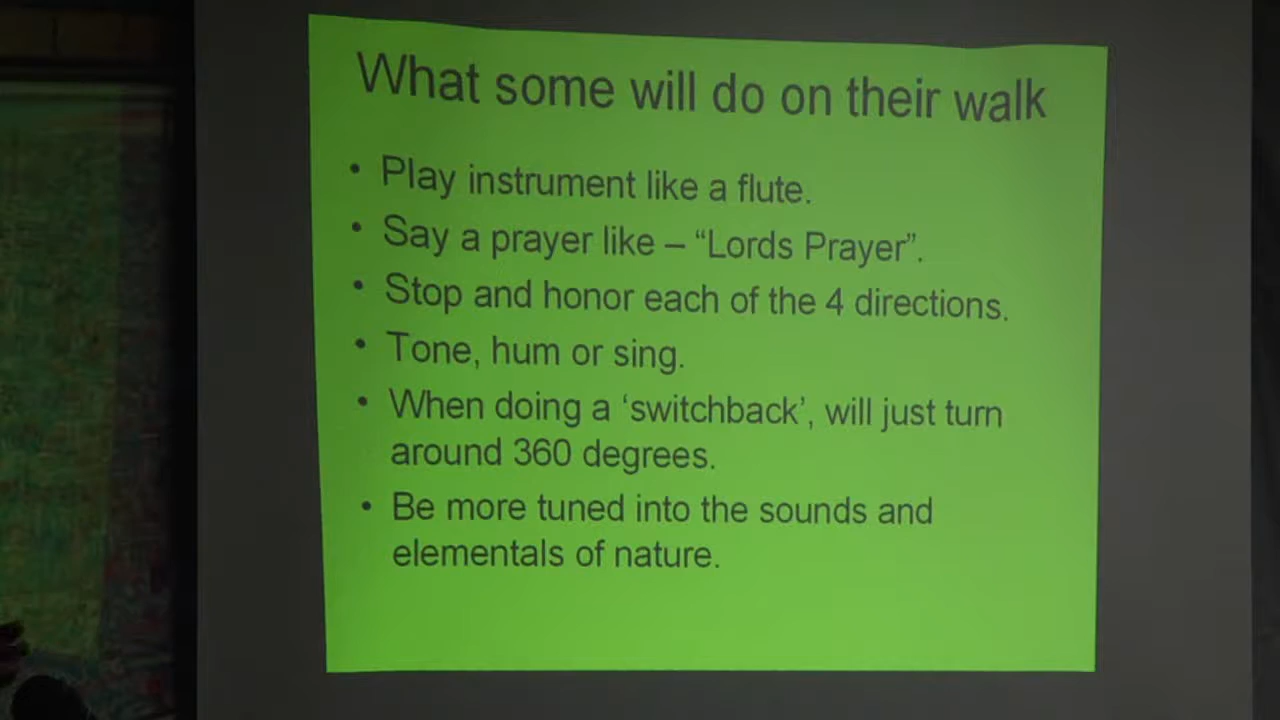 What some will do on their walk
• Play instrument like a flute.
• Say a prayer like – “Lords Prayer”.
• Stop and honor each of the 4 directions.
• Tone, hum or sing.
• When doing a ‘switchback’, will just turn
around 360 degrees.
• Be more tuned into the sounds and
elementals of nature.